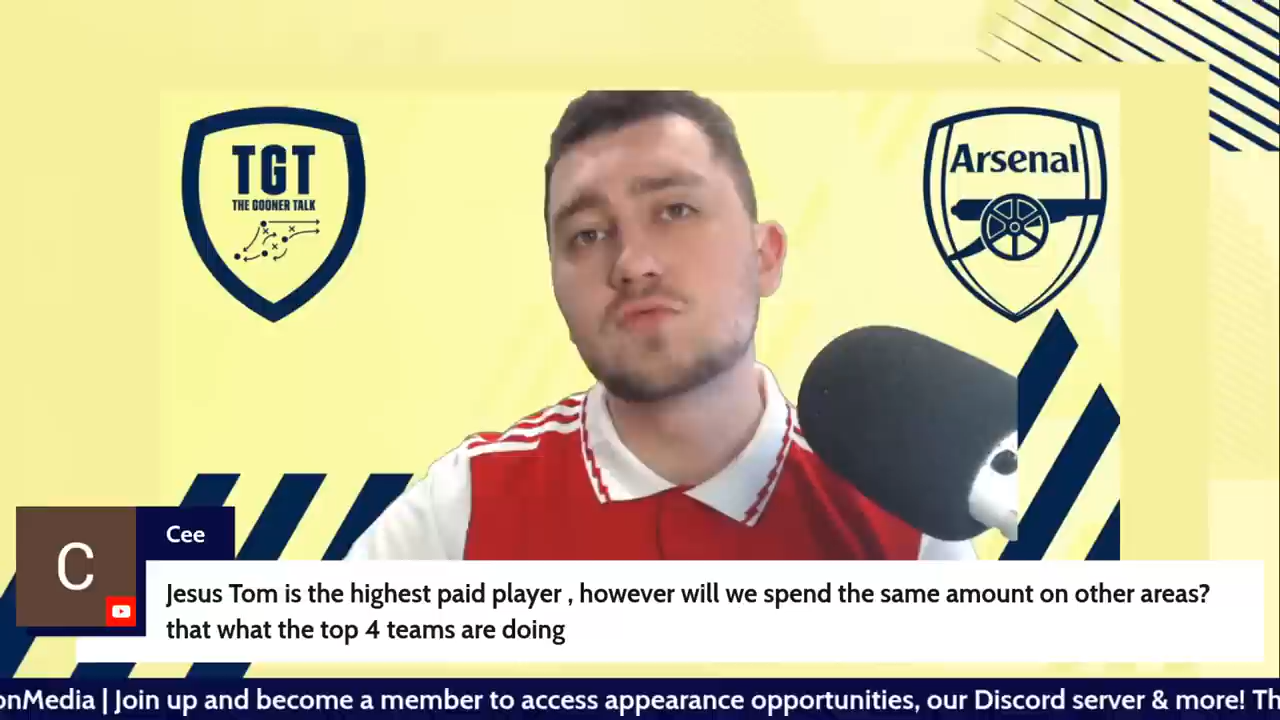 TGT
THE GOONER TALK
Arsenal
C
Cee
Jesus Tom is the highest paid player , however will we spend the same amount on other areas?
that what the top 4 teams are doing
onMedia | Join up and become a member to access appearance opportunities, our Discord server & more! Th